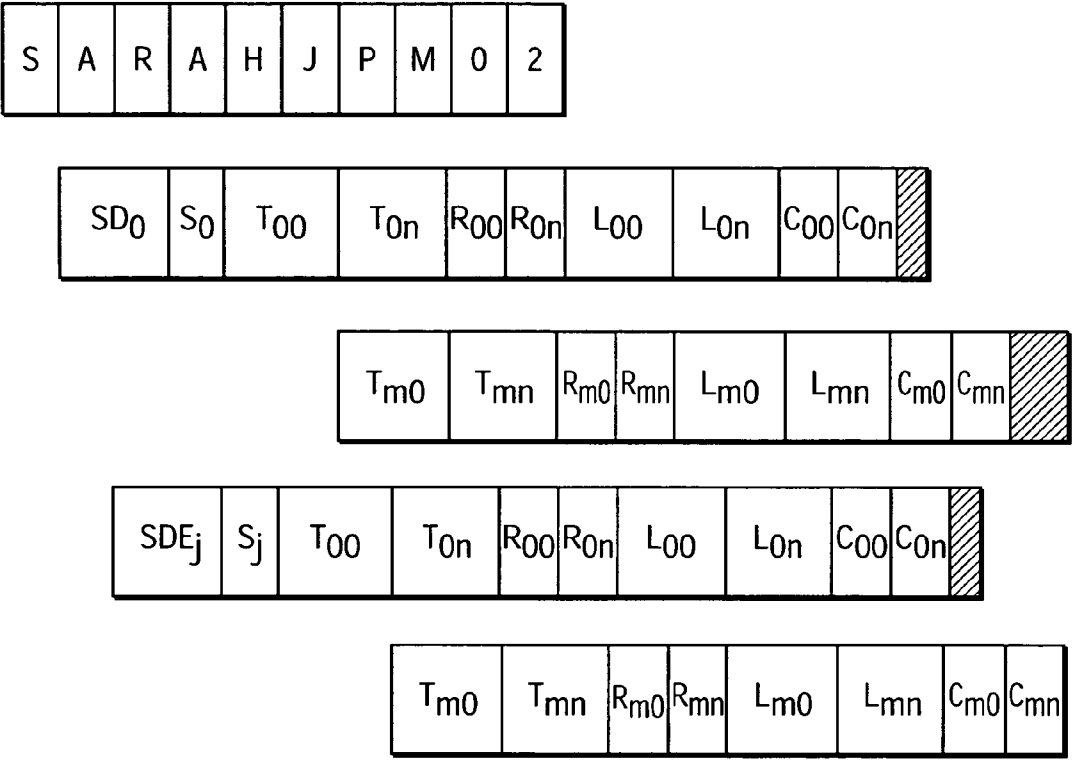 S A R A H J P M 0 2
SD0 S0 T00 T0n R00 R0n L00 L0n C00 C0n
Tm0 Tmn Rm0 Rmn Lm0 Lmn Cm0 Cmn
SDEj Sj T00 T0n R00 R0n L00 L0n C00 C0n
Tm0 Tmn Rm0 Rmn Lm0 Lmn Cm0 Cmn